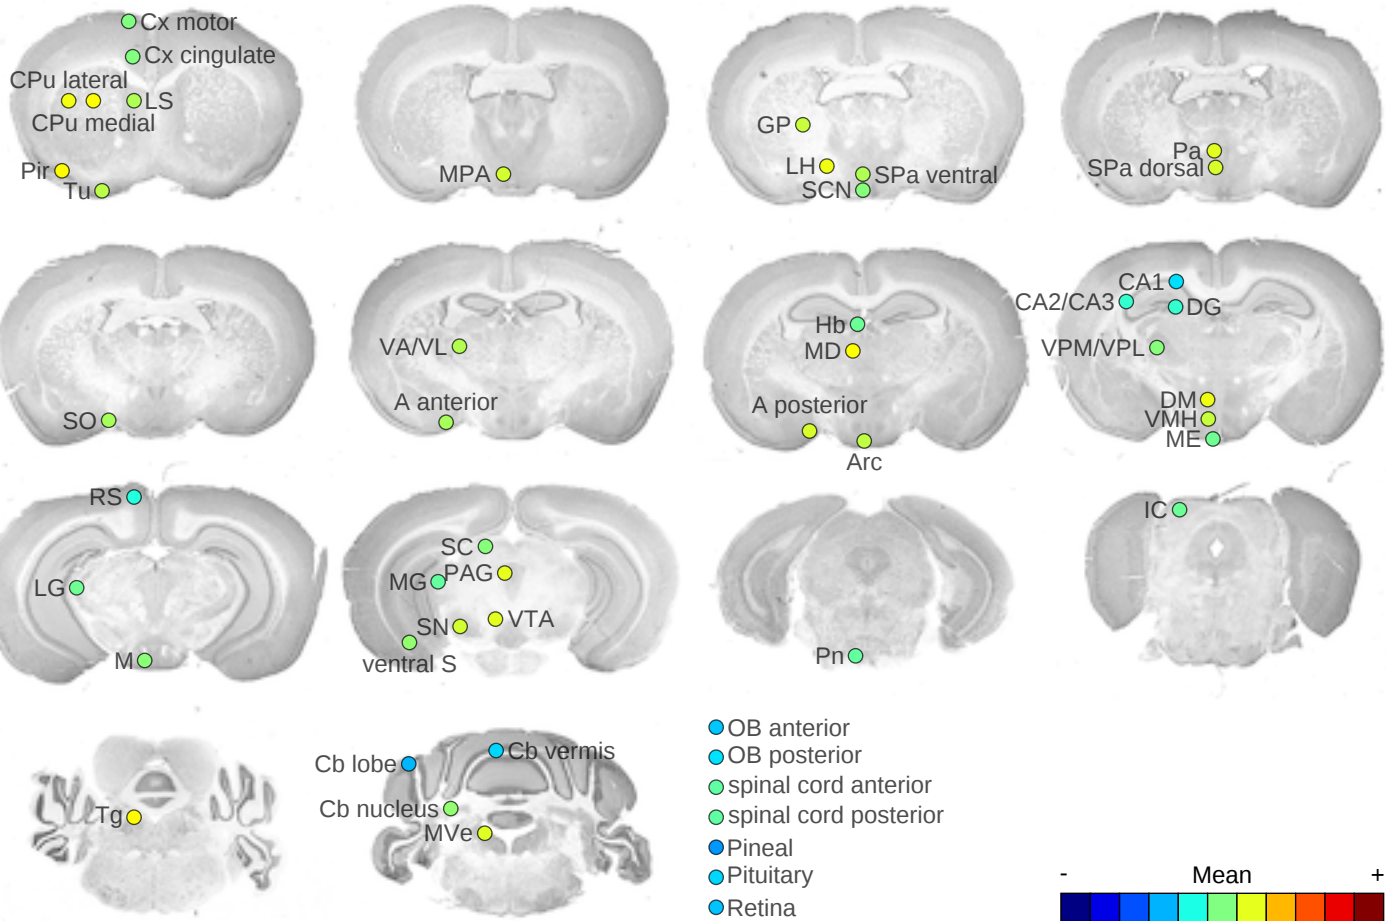 Cx motor
Cx cingulate
CPu lateral
LS
CPu medial
Pir
Tu
MPA
GP
LH
SPa ventral
SCN
Pa
SPa dorsal
SO
VA/VL
A anterior
Hb
MD
A posterior
Arc
CA1
CA2/CA3
DG
VPM/VPL
DM
VMH
ME
RS
LG
M
SC
MG
PAG
SN
VTA
ventral S
Pn
IC
Tg
Cb lobe
Cb vermis
Cb nucleus
MVe
OB anterior
OB posterior
spinal cord anterior
spinal cord posterior
Pineal
Pituitary
Retina
- Mean +